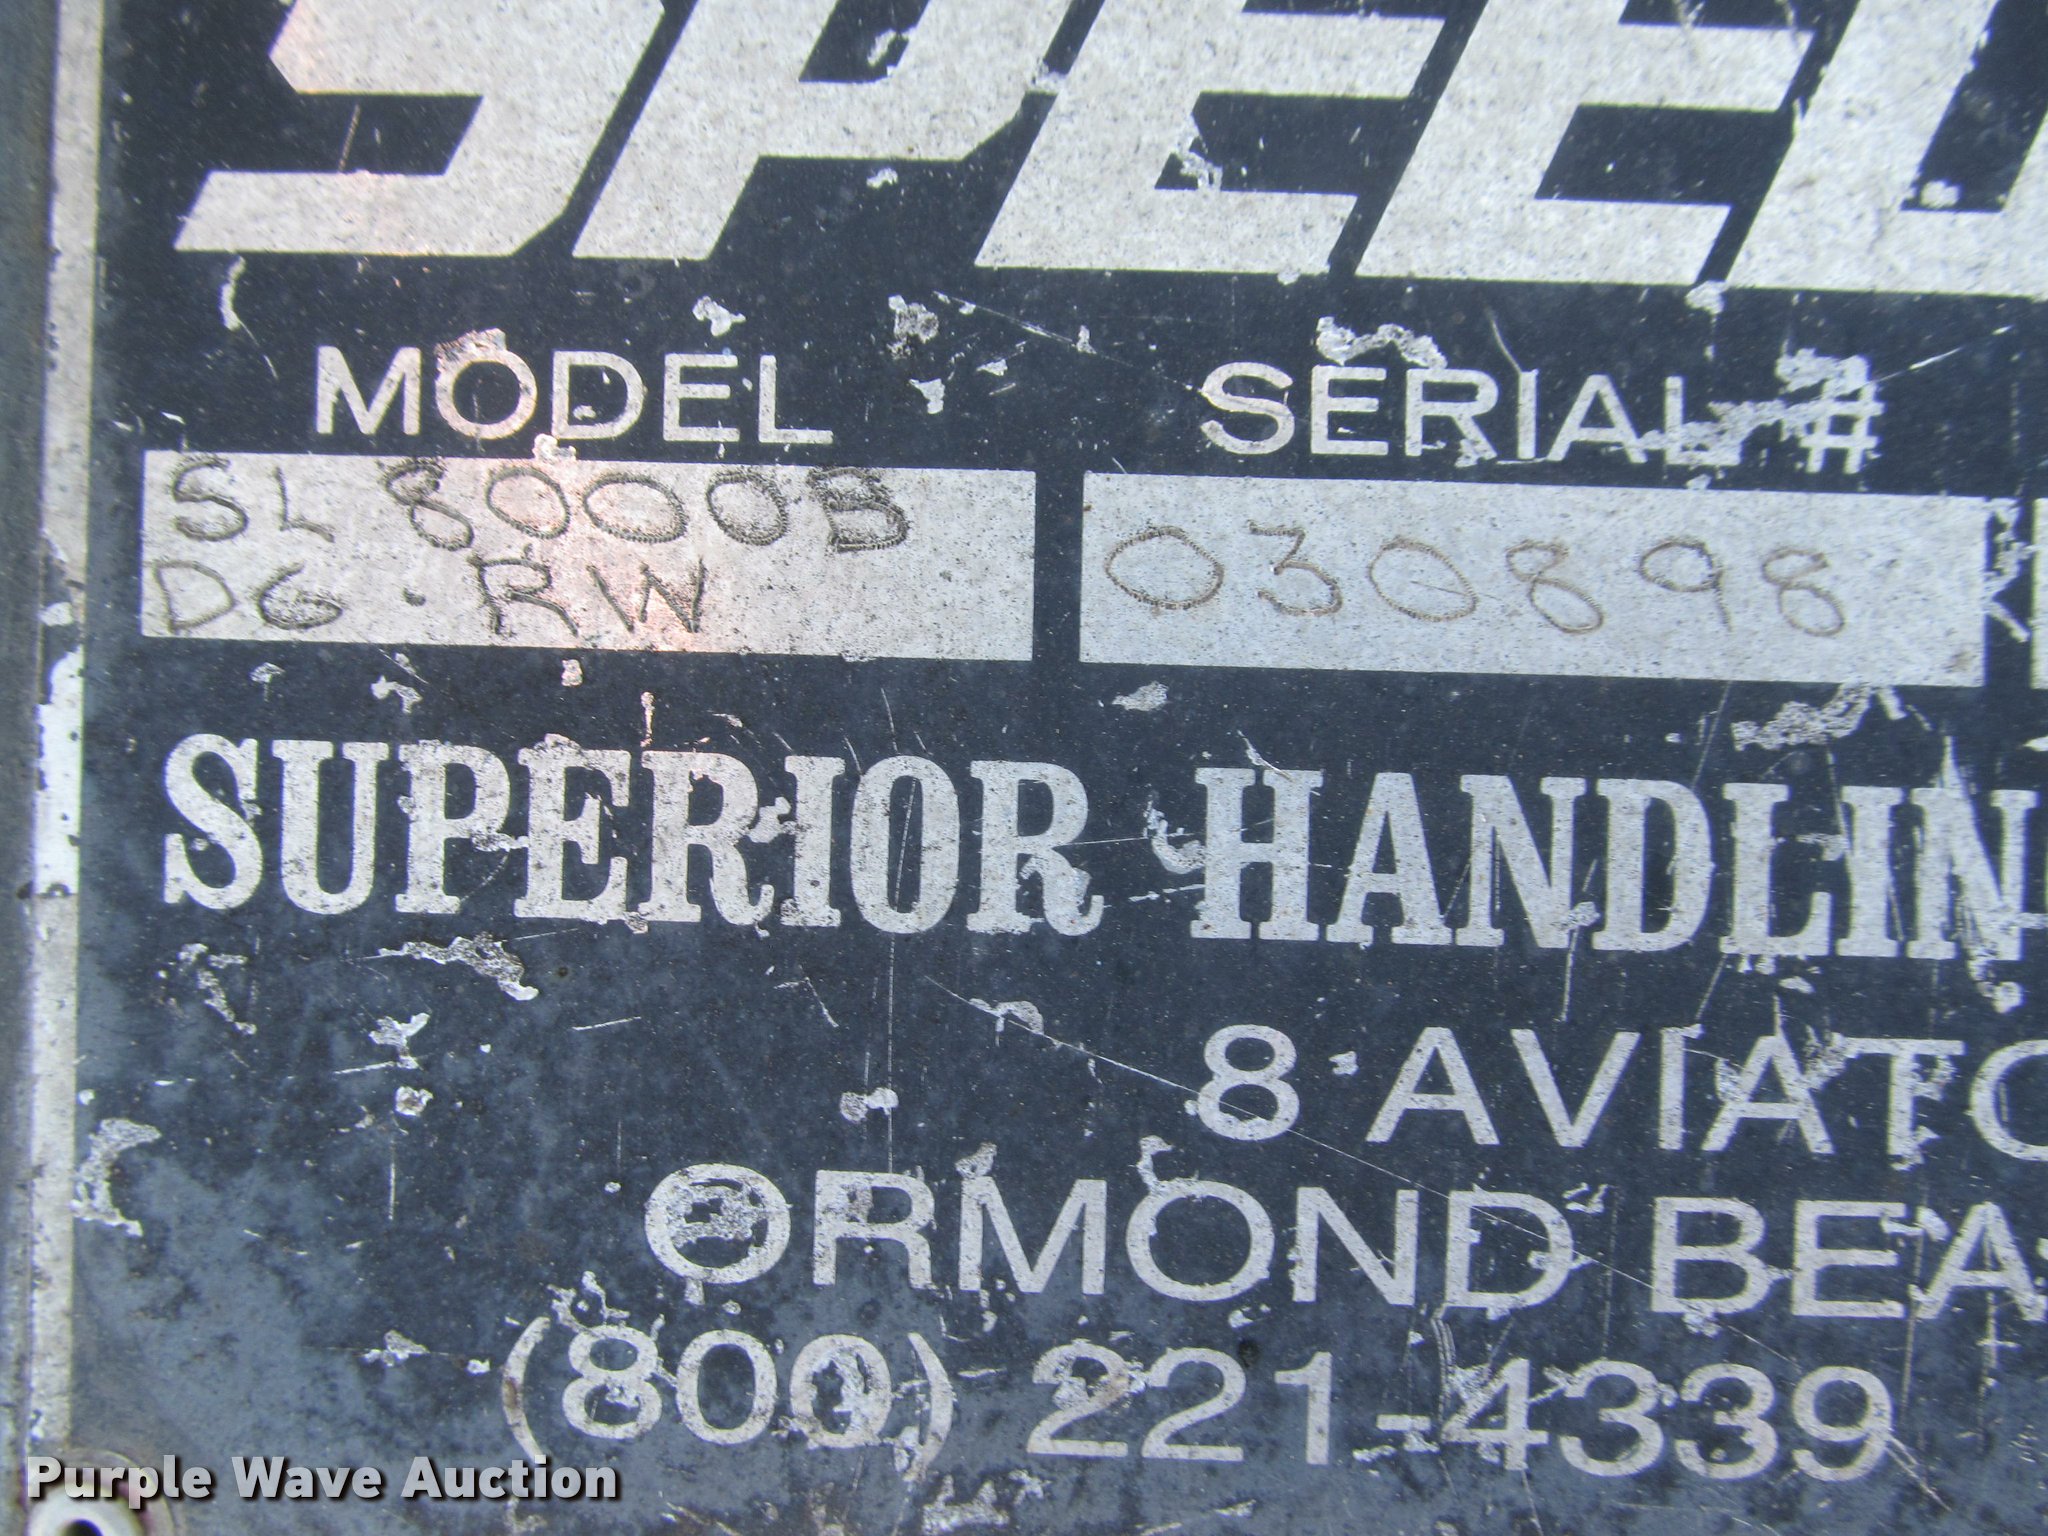 SPEED
MODEL SERIAL #
SL 8000B
DG. RW
030898
SUPERIOR HANDLIN
8 AVIATO
ORMOND BEA
(800) 221-4339
Purple Wave Auction